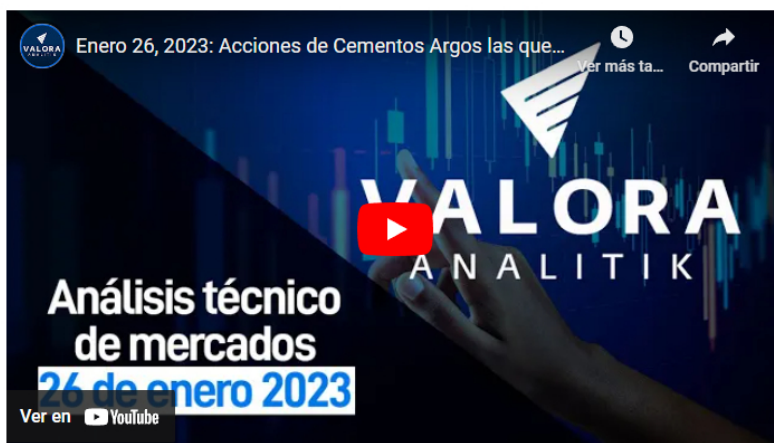 VALORA
ANALITIK
Enero 26, 2023: Acciones de Cementos Argos las que...
Ver más ta...
Compartir
VALORA
ANALITIK
Análisis técnico
de mercados
26 de enero 2023
Ver en YouTube